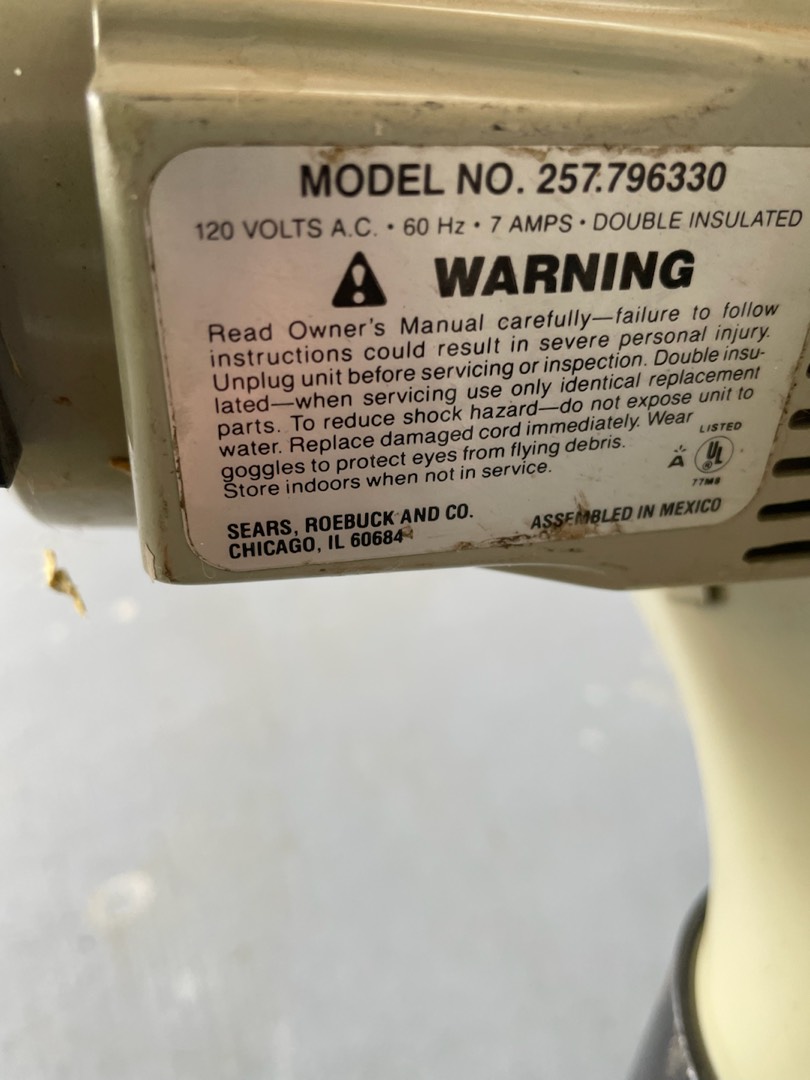 MODEL NO. 257.796330
120 VOLTS A.C. • 60 Hz • 7 AMPS • DOUBLE INSULATED
WARNING
Read Owner's Manual carefully—failure to follow
instructions could result in severe personal injury.
Unplug unit before servicing or inspection. Double insu-
lated—when servicing use only identical replacement
parts. To reduce shock hazard—do not expose unit to
water. Replace damaged cord immediately. Wear
goggles to protect eyes from flying debris.
Store indoors when not in service.
LISTED
A UL
77M8
SEARS, ROEBUCK AND CO.
CHICAGO, IL 60684
ASSEMBLED IN MEXICO